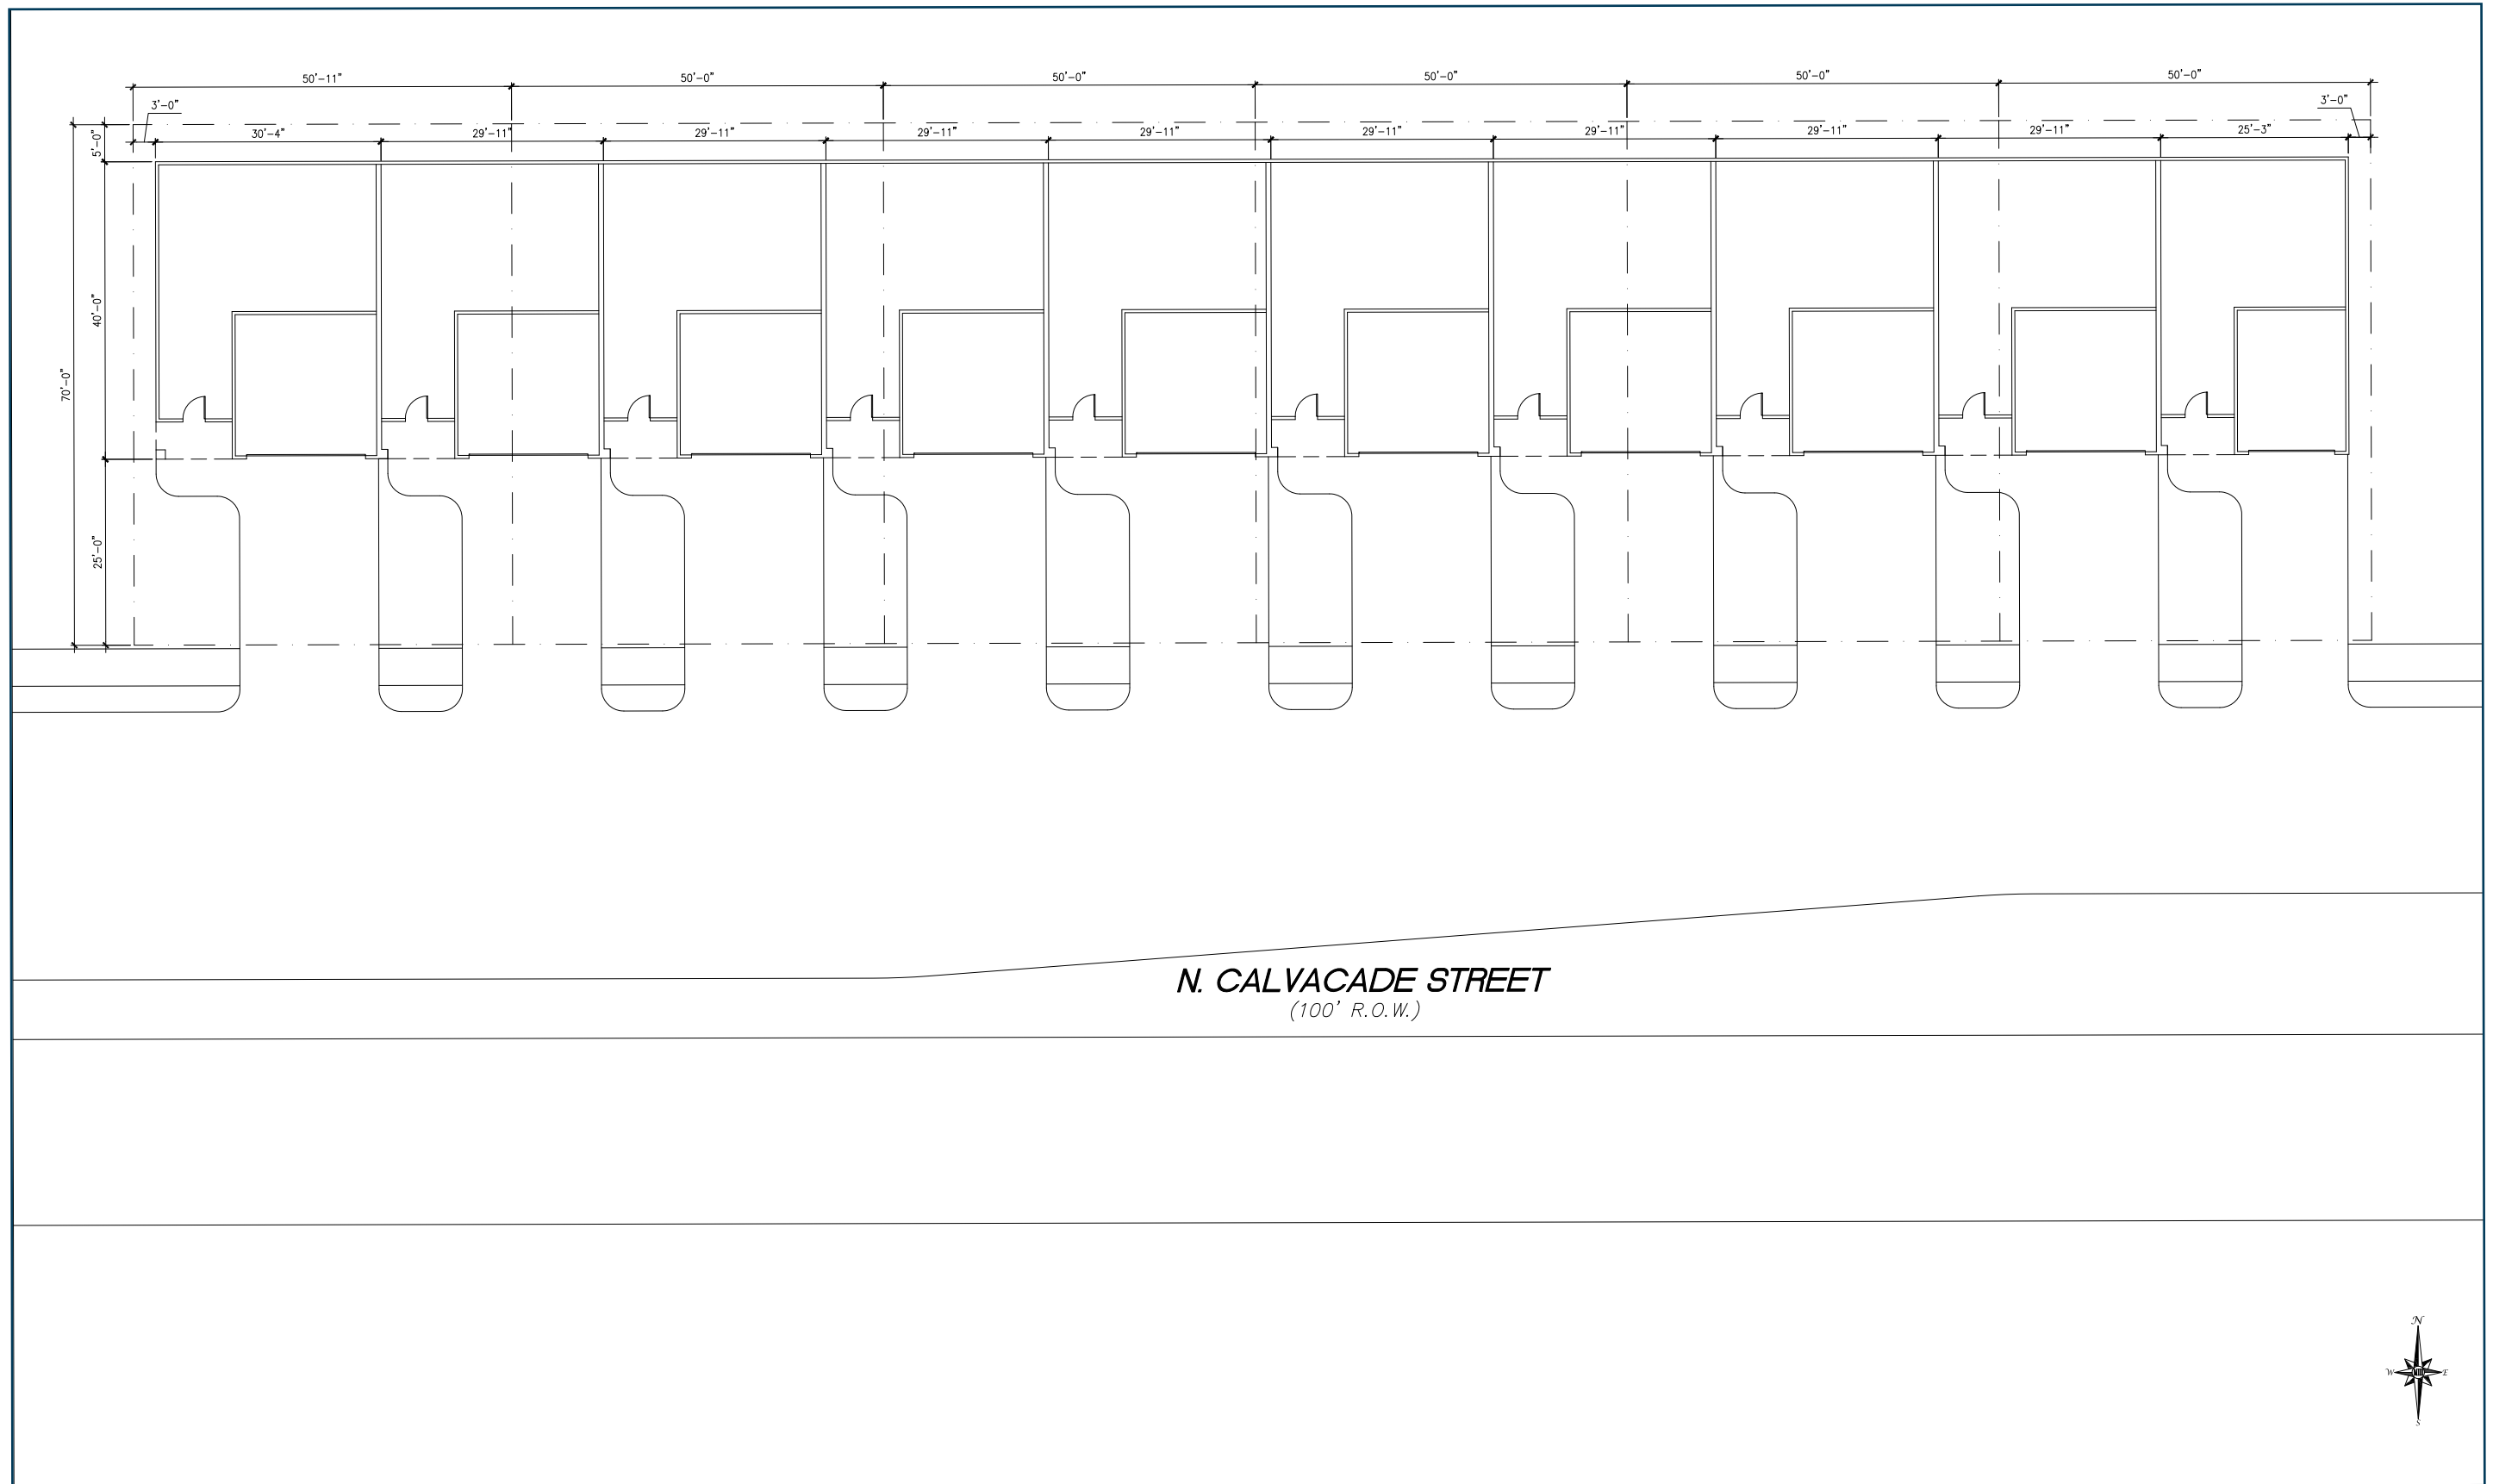 50'-11" 50'-0" 50'-0" 50'-0" 50'-0" 50'-0"
3'-0" 3'-0"
30'-4" 29'-11" 29'-11" 29'-11" 29'-11" 29'-11" 29'-11" 29'-11" 29'-11" 25'-3"
5'-0"
40'-0"
70'-0"
25'-0"
N. CALVACADE STREET
(100' R.O.W.)
N
W E
S